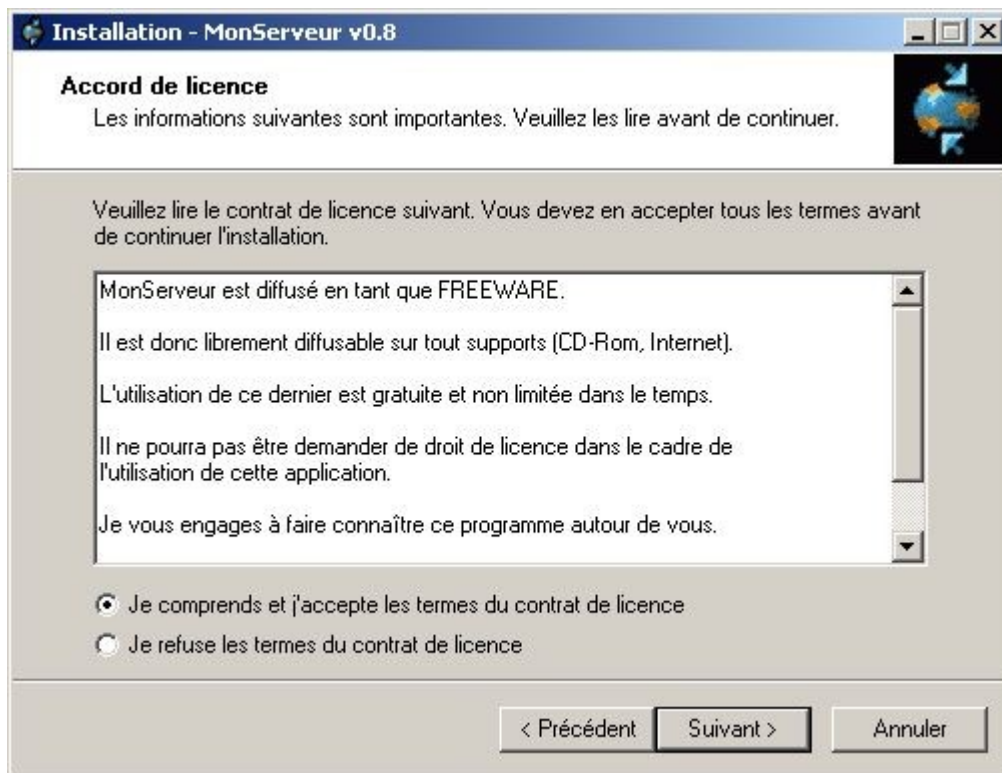 Installation - MonServeur v0.8
Accord de licence
Les informations suivantes sont importantes. Veuillez les lire avant de continuer.
Veuillez lire le contrat de licence suivant. Vous devez en accepter tous les termes avant
de continuer l'installation.
MonServeur est diffusé en tant que FREEWARE.
Il est donc librement diffusable sur tout supports (CD-Rom, Internet).
L'utilisation de ce dernier est gratuite et non limitée dans le temps.
Il ne pourra pas être demander de droit de licence dans le cadre de
l'utilisation de cette application.
Je vous engages à faire connaître ce programme autour de vous.
Je comprends et j'accepte les termes du contrat de licence
Je refuse les termes du contrat de licence
< Précédent Suivant > Annuler